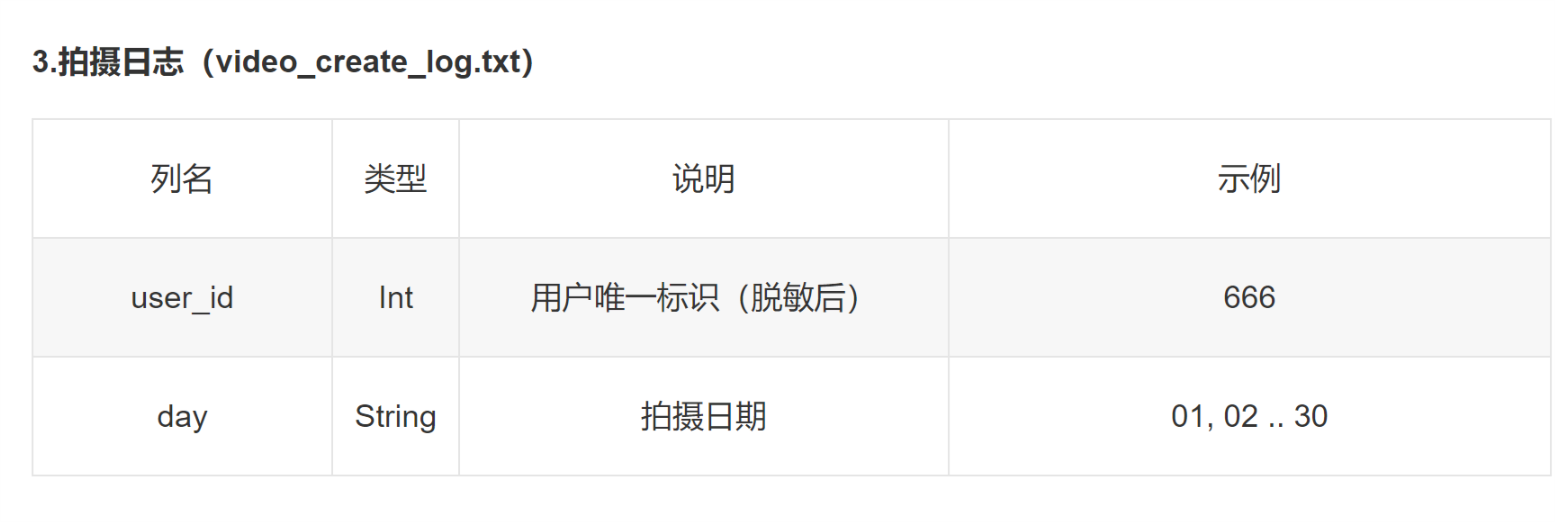 3.拍摄日志（video_create_log.txt）
列名 类型 说明 示例
user_id Int 用户唯一标识（脱敏后） 666
day String 拍摄日期 01, 02 .. 30